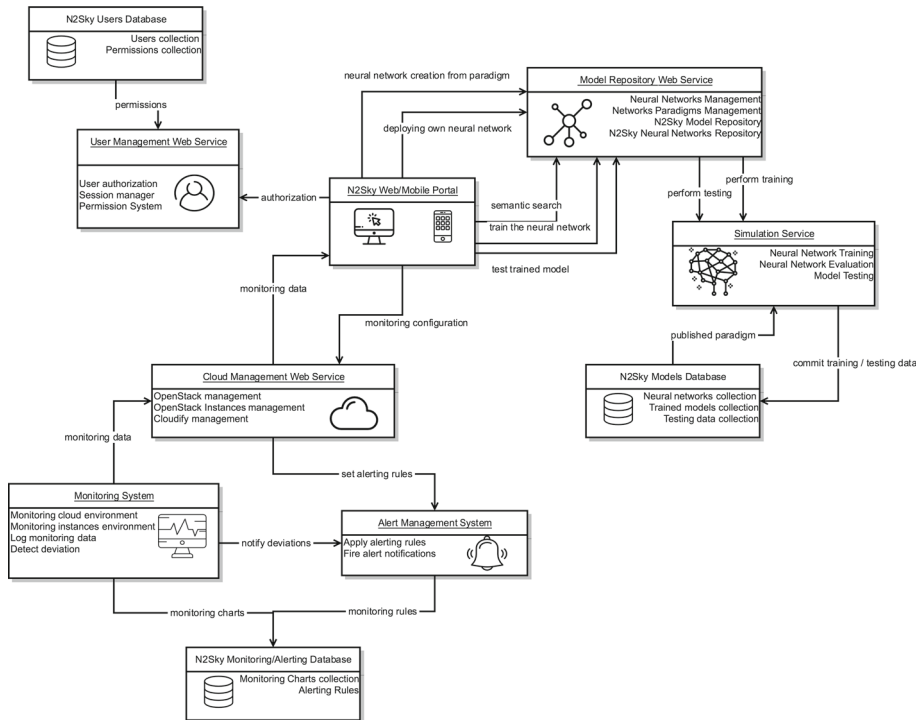 N2Sky Users Database
Users collection
Permissions collection
permissions
User Management Web Service
User authorization
Session manager
Permission System
authorization
neural network creation from paradigm
deploying own neural network
Model Repository Web Service
Neural Networks Management
Networks Paradigms Management
N2Sky Model Repository
N2Sky Neural Networks Repository
N2Sky Web/Mobile Portal
semantic search
train the neural network
test trained model
perform testing
perform training
Simulation Service
Neural Network Training
Neural Network Evaluation
Model Testing
monitoring data
monitoring configuration
published paradigm
commit training / testing data
Cloud Management Web Service
OpenStack management
OpenStack Instances management
Cloudify management
N2Sky Models Database
Neural networks collection
Trained models collection
Testing data collection
monitoring data
set alerting rules
Monitoring System
Monitoring cloud environment
Monitoring instances environment
Log monitoring data
Detect deviation
notify deviations
Alert Management System
Apply alerting rules
Fire alert notifications
monitoring charts
monitoring rules
N2Sky Monitoring/Alerting Database
Monitoring Charts collection
Alerting Rules